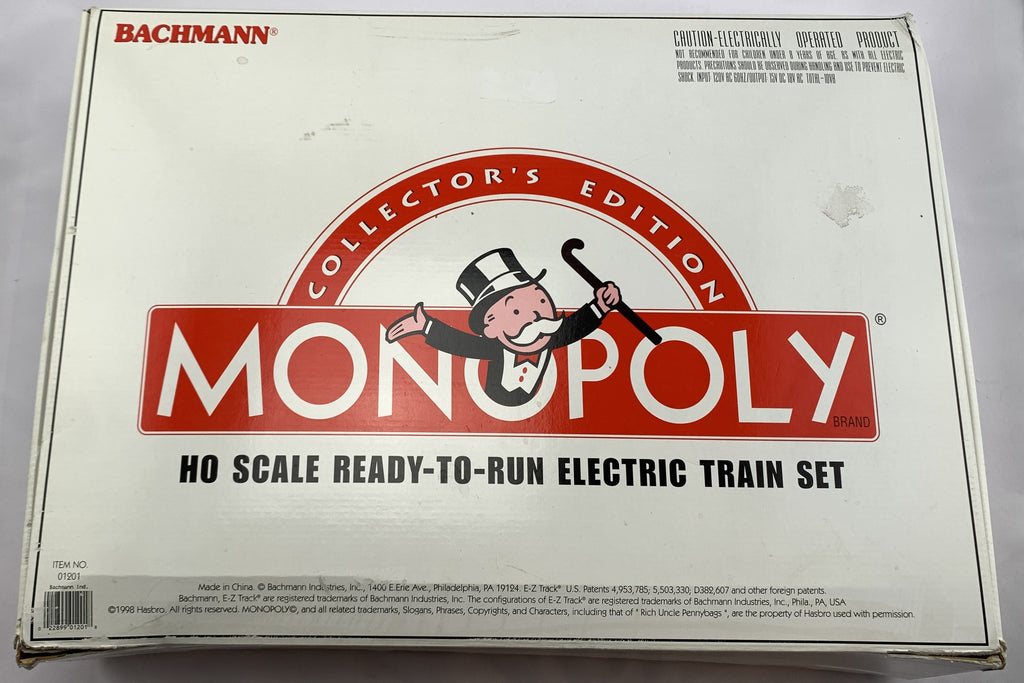 BACHMANN®
CAUTION-ELECTRICALLY OPERATED PRODUCT
NOT RECOMMENDED FOR CHILDREN UNDER 8 YEARS OF AGE. AS WITH ALL ELECTRIC
PRODUCTS, PRECAUTIONS SHOULD BE OBSERVED DURING HANDLING AND USE TO PREVENT ELECTRIC
SHOCK. INPUT 120V AC 60HZ/OUTPUT: 15V DC 18V AC TOTAL-10VA
COLLECTOR'S EDITION
MONOPOLY®
BRAND
HO SCALE READY-TO-RUN ELECTRIC TRAIN SET
ITEM NO.
01201
Bachmann Ind.
8 22899 01201 8
Made in China. © Bachmann Industries, Inc., 1400 E.Erie Ave., Philadelphia, PA 19124. E-Z Track® U.S. Patents 4,953,785; 5,503,330; D382,607 and other foreign patents.
Bachmann, E-Z Track® are registered trademarks of Bachmann Industries, Inc. The configurations of E-Z Track® are registered trademarks of Bachmann Industries, Inc., Phila., PA, USA
©1998 Hasbro. All rights reserved. MONOPOLY®, and all related trademarks, Slogans, Phrases, Copyrights, and Characters, including that of " Rich Uncle Pennybags ", are the property of Hasbro used with permission.